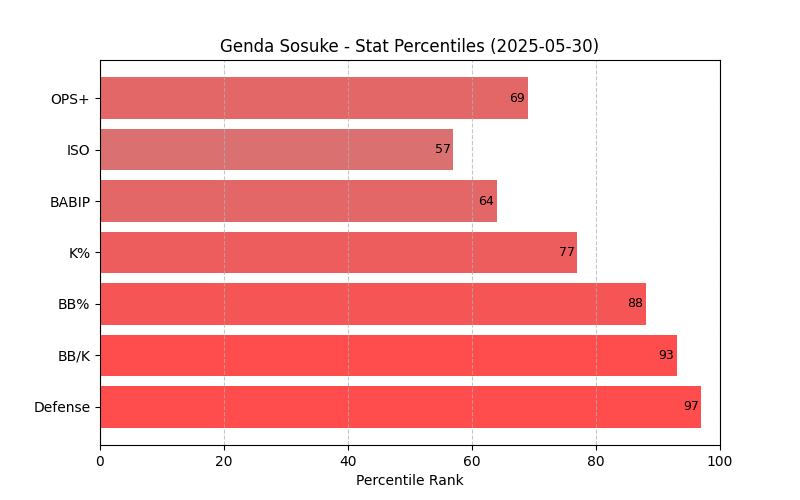 Genda Sosuke - Stat Percentiles (2025-05-30)
OPS+ 69
ISO 57
BABIP 64
K% 77
BB% 88
BB/K 93
Defense 97
0 20 40 60 80 100
Percentile Rank